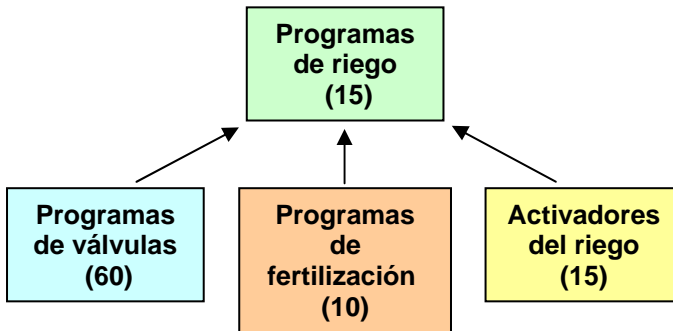 Programas
de riego
(15)
Programas
de válvulas
(60)
Programas
de
fertilización
(10)
Activadores
del riego
(15)